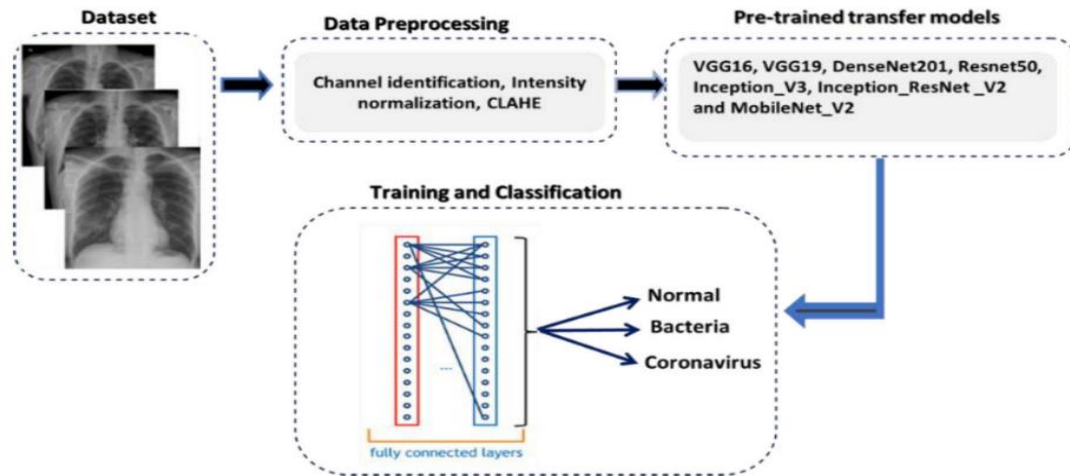 Dataset
Data Preprocessing
Channel identification, Intensity
normalization, CLAHE
Pre-trained transfer models
VGG16, VGG19, DenseNet201, Resnet50,
Inception_V3, Inception_ResNet _V2
and MobileNet_V2
Training and Classification
Normal
Bacteria
Coronavirus
...
fully connected layers